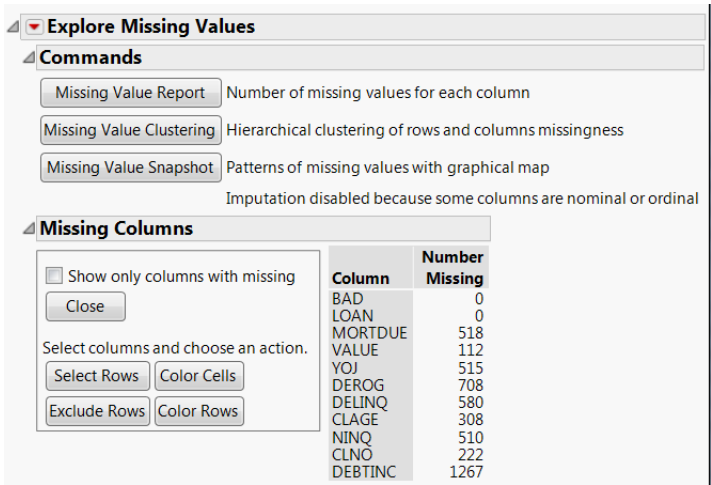 Explore Missing Values
Commands
Missing Value Report Number of missing values for each column
Missing Value Clustering Hierarchical clustering of rows and columns missingness
Missing Value Snapshot Patterns of missing values with graphical map
Imputation disabled because some columns are nominal or ordinal
Missing Columns
Show only columns with missing
Close
Select columns and choose an action.
Select Rows Color Cells
Exclude Rows Color Rows
Column Number Missing
BAD 0
LOAN 0
MORTDUE 518
VALUE 112
YOJ 515
DEROG 708
DELINQ 580
CLAGE 308
NINQ 510
CLNO 222
DEBTINC 1267